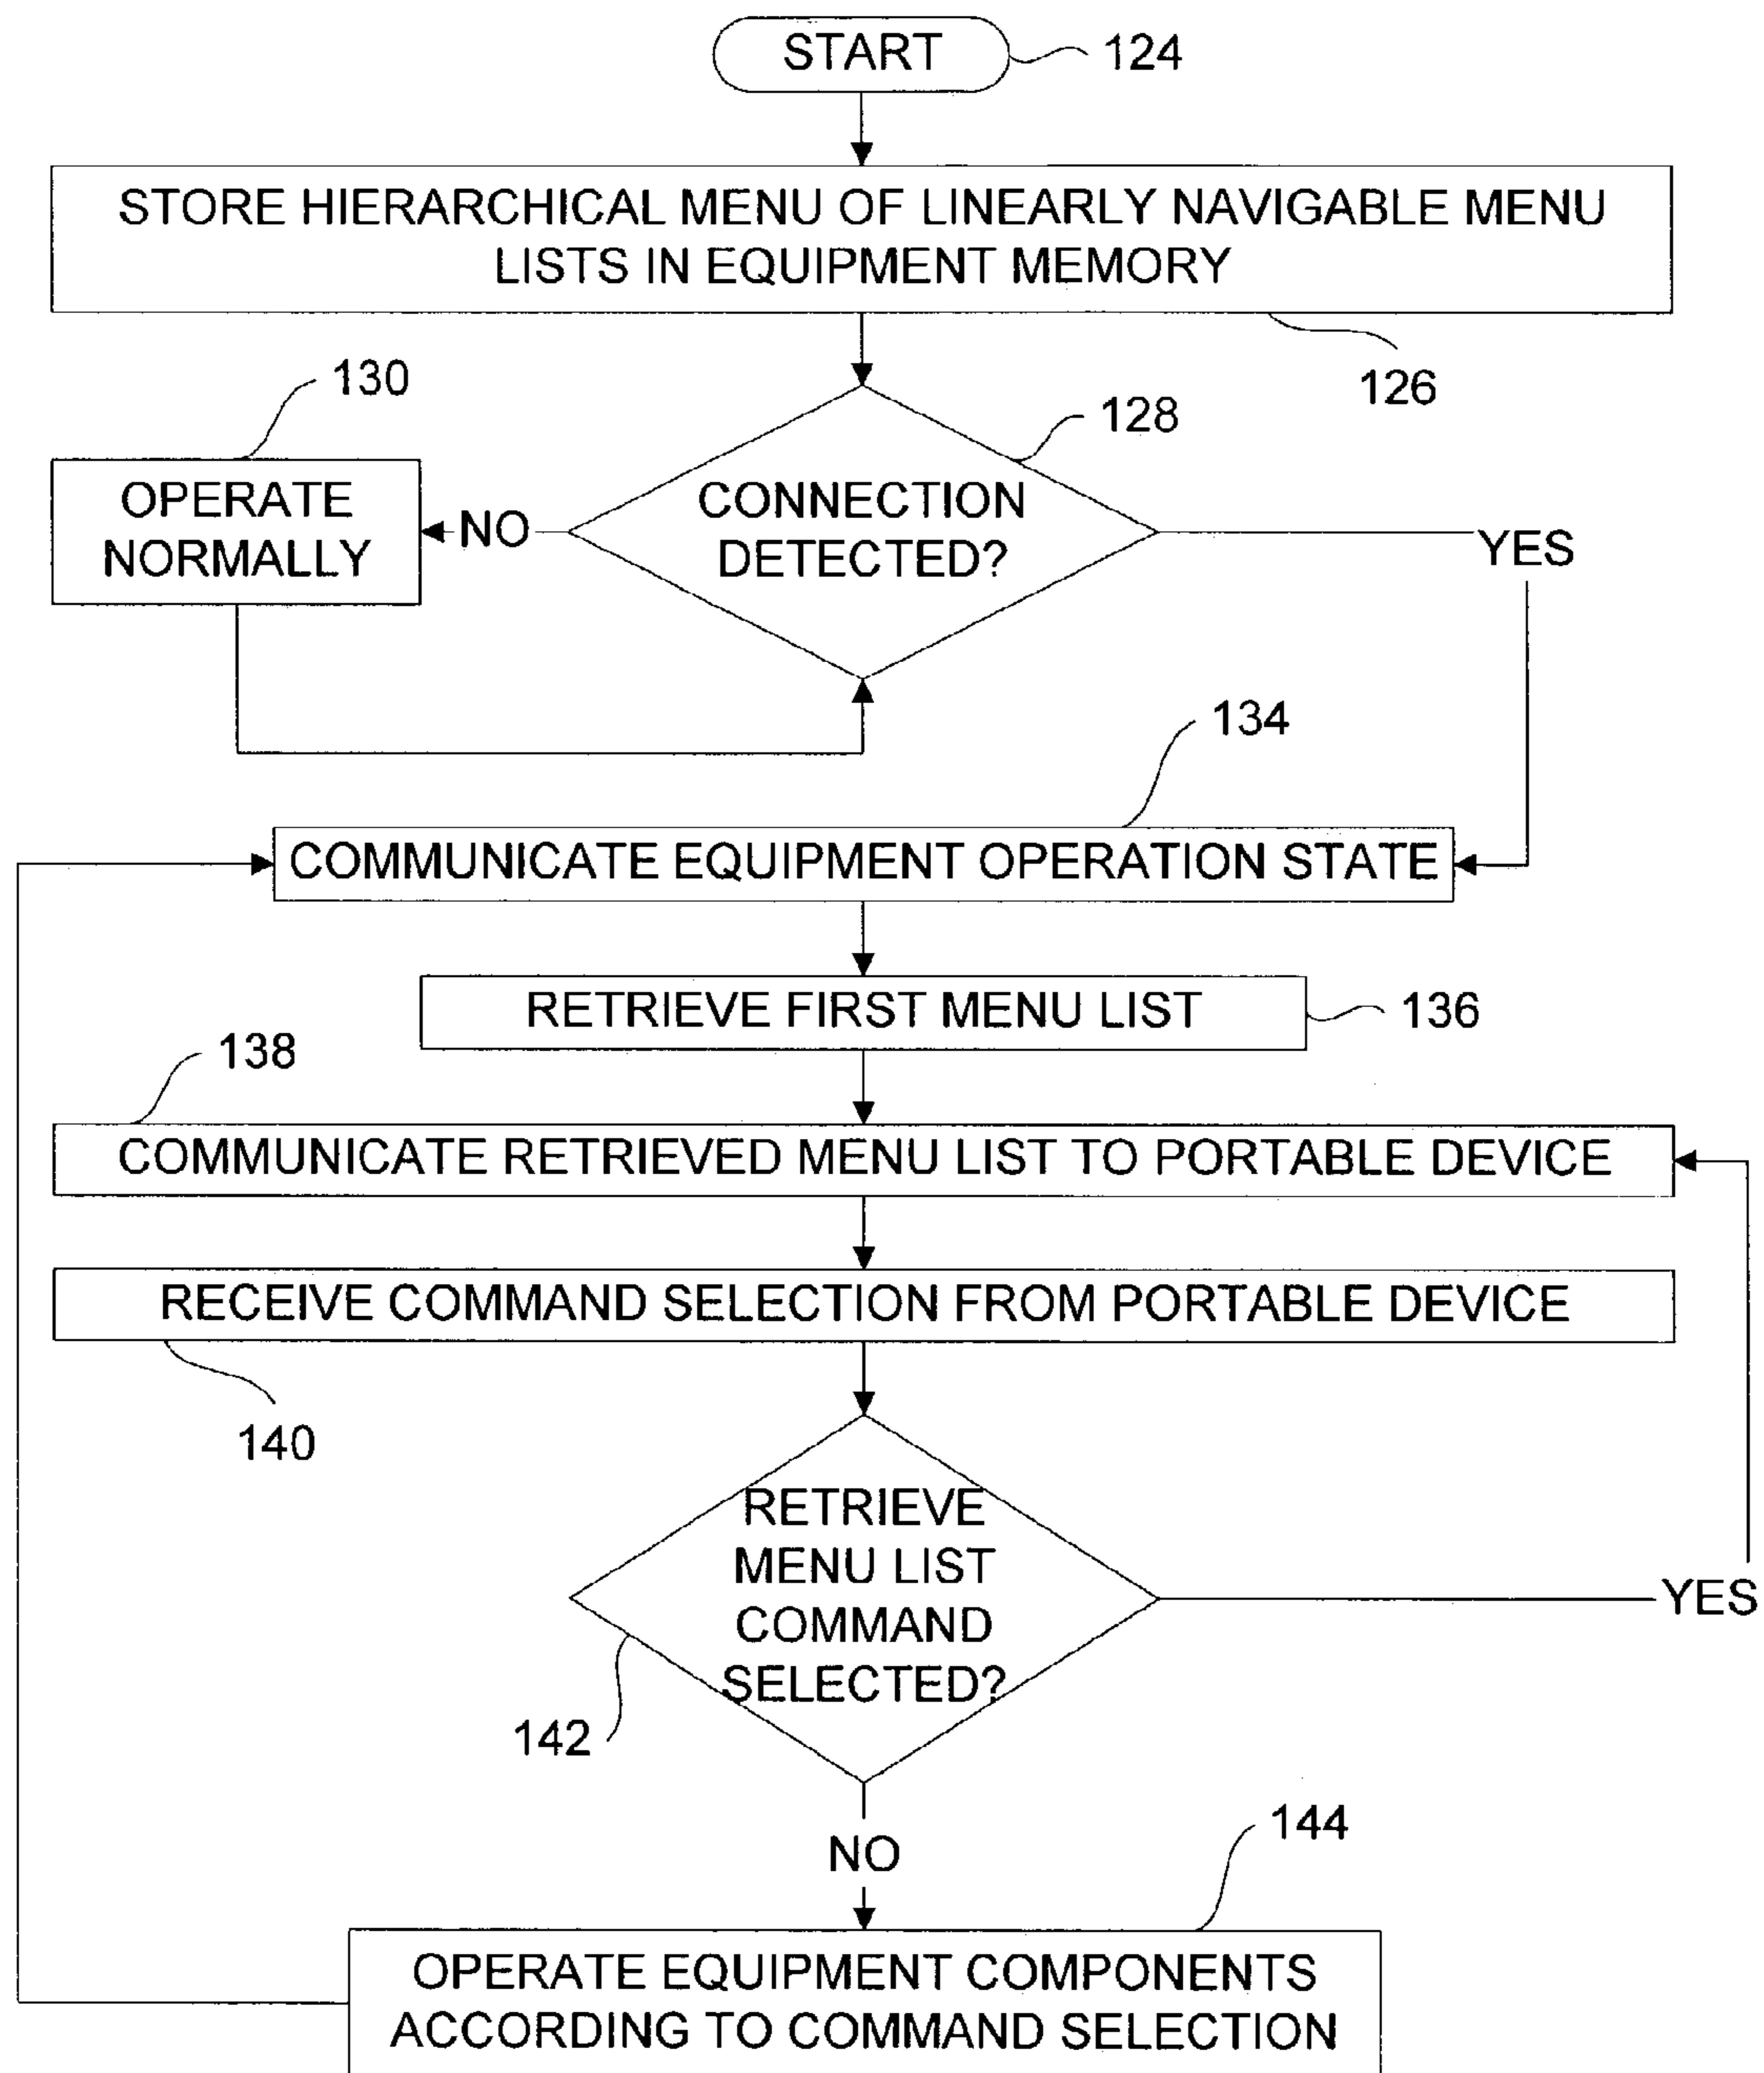 START
124
STORE HIERARCHICAL MENU OF LINEARLY NAVIGABLE MENU
LISTS IN EQUIPMENT MEMORY
126
130
128
OPERATE
NORMALLY
NO
CONNECTION
DETECTED?
YES
134
COMMUNICATE EQUIPMENT OPERATION STATE
RETRIEVE FIRST MENU LIST
136
138
COMMUNICATE RETRIEVED MENU LIST TO PORTABLE DEVICE
RECEIVE COMMAND SELECTION FROM PORTABLE DEVICE
140
RETRIEVE
MENU LIST
COMMAND
SELECTED?
YES
142
NO
144
OPERATE EQUIPMENT COMPONENTS
ACCORDING TO COMMAND SELECTION